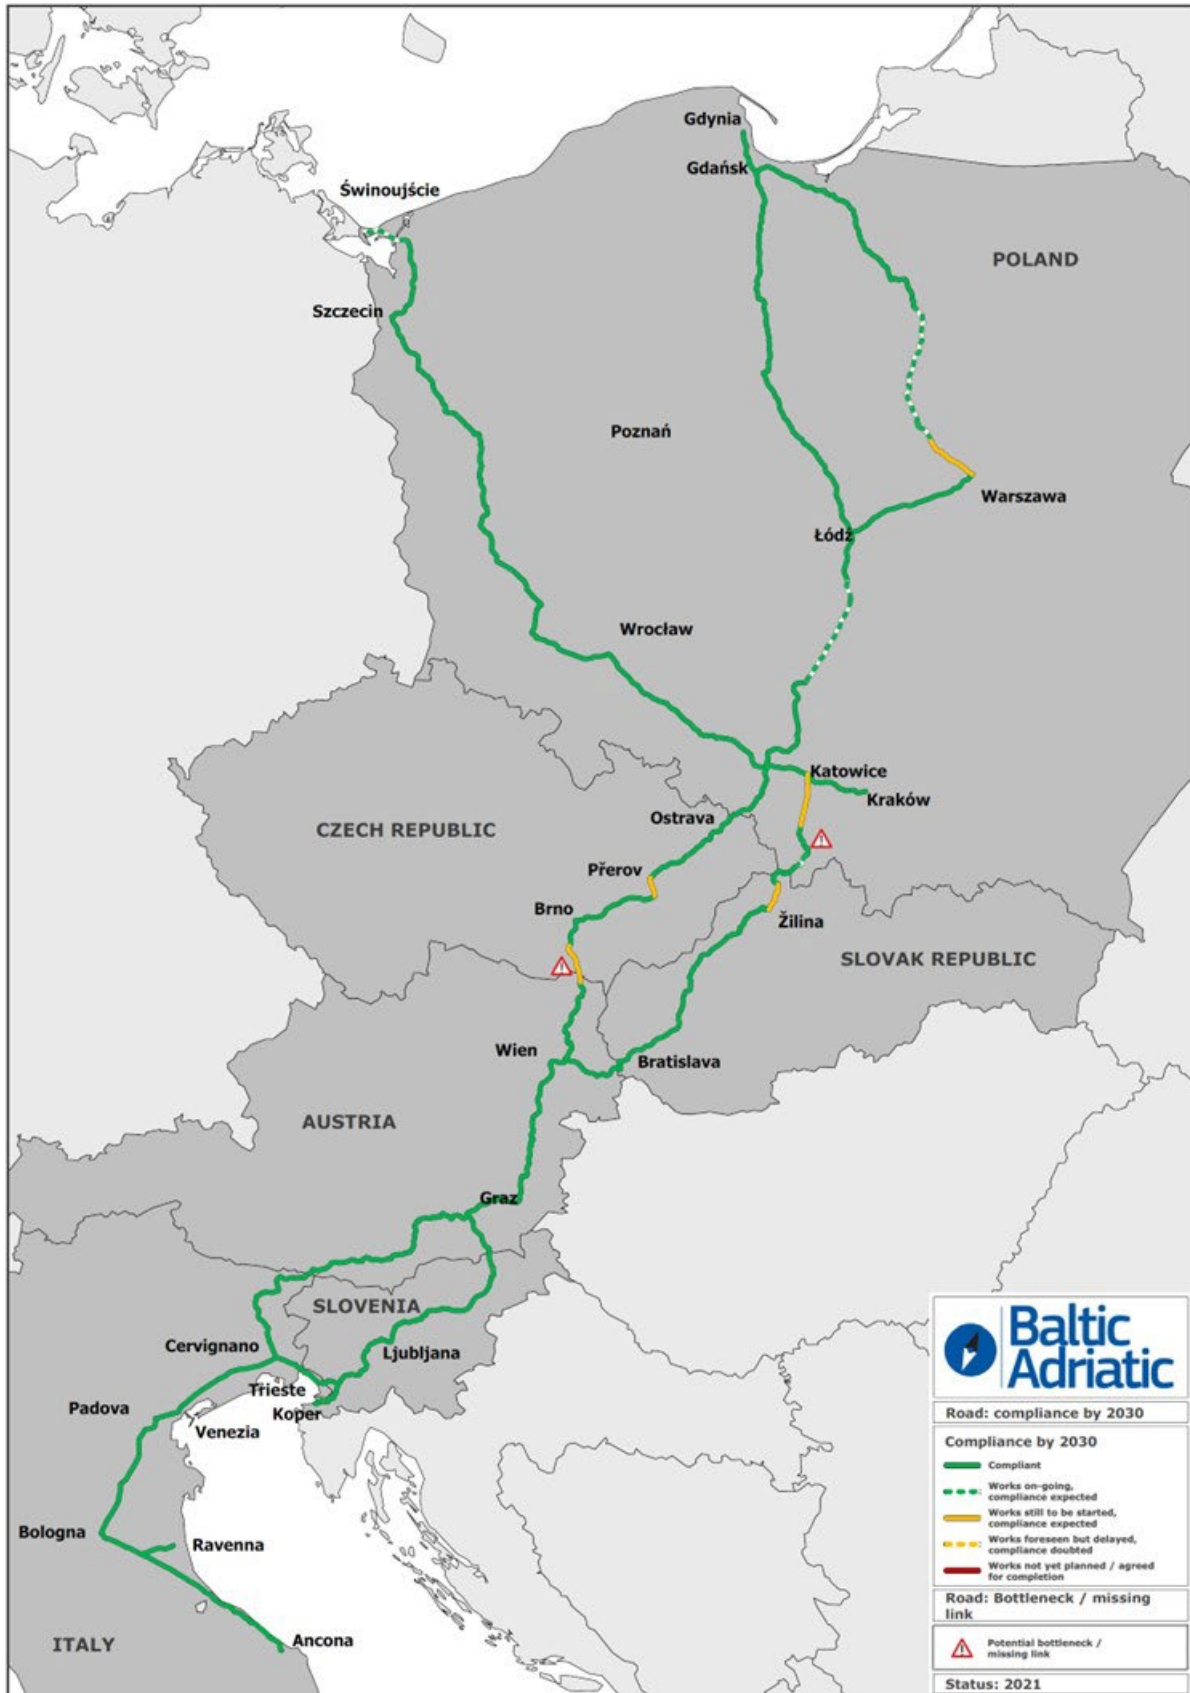 Gdynia
Gdańsk
Świnoujście
POLAND
Szczecin
Poznań
Warszawa
Łódź
Wrocław
Katowice
Kraków
Ostrava
CZECH REPUBLIC
Přerov
Brno
Žilina
SLOVAK REPUBLIC
Wien
Bratislava
AUSTRIA
Graz
SLOVENIA
Cervignano
Ljubljana
Trieste
Koper
Padova
Venezia
Bologna
Ravenna
Ancona
ITALY
Baltic
Adriatic
Road: compliance by 2030
Compliance by 2030
Compliant
Works on-going,
compliance expected
Works still to be started,
compliance expected
Works foreseen but delayed,
compliance doubted
Works not yet planned / agreed
for completion
Road: Bottleneck / missing
link
Potential bottleneck /
missing link
Status: 2021